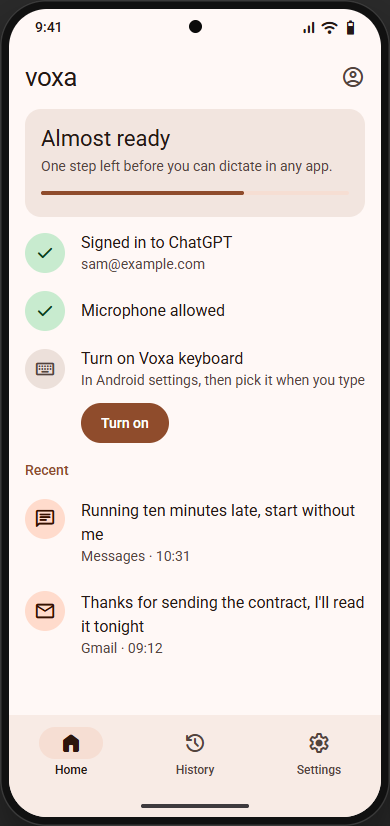 9:41
voxa
Almost ready
One step left before you can dictate in any app.
Signed in to ChatGPT
sam@example.com
Microphone allowed
Turn on Voxa keyboard
In Android settings, then pick it when you type
Turn on
Recent
Running ten minutes late, start without
me
Messages · 10:31
Thanks for sending the contract, I'll read
it tonight
Gmail · 09:12
Home
History
Settings